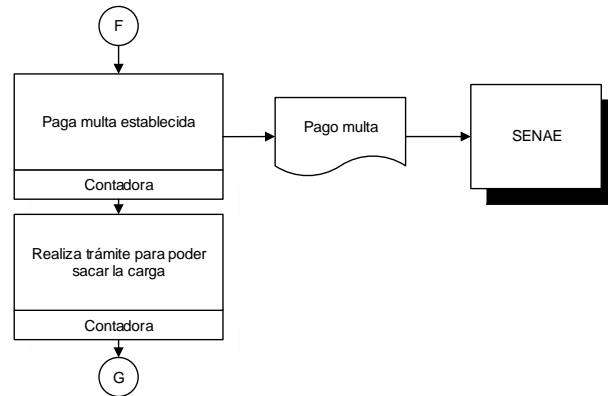 F
Paga multa establecida
Contadora
Pago multa
SENAE
Realiza trámite para poder
sacar la carga
Contadora
G